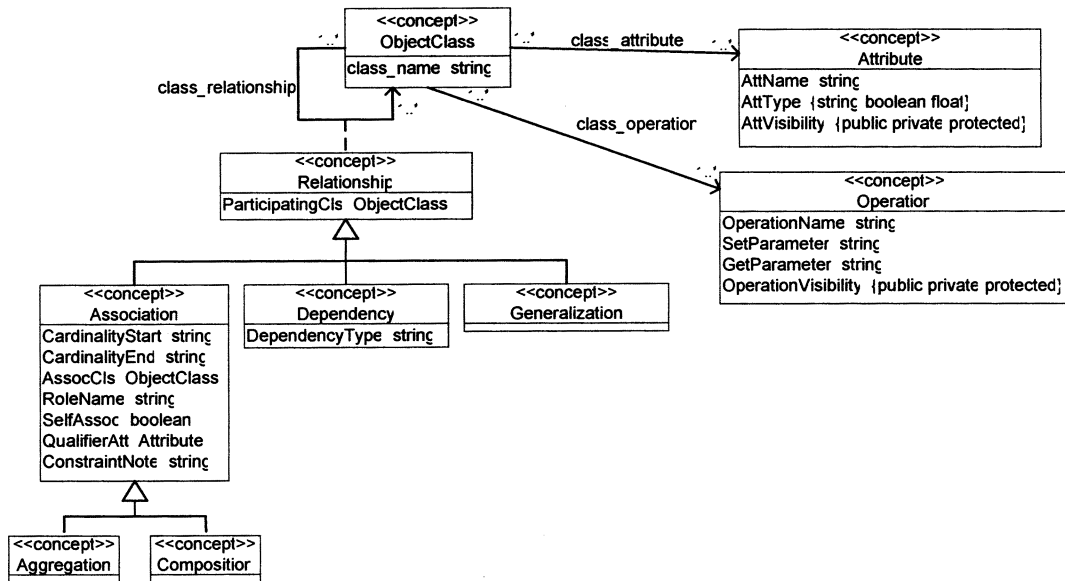 <<concept>>
ObjectClass
class_name string
class_attribute
<<concept>>
Attribute
AttName string
AttType {string boolean float}
AttVisibility {public private protected}
class_relationship
class_operation
<<concept>>
Operation
OperationName string
SetParameter string
GetParameter string
OperationVisibility {public private protected}
<<concept>>
Relationship
ParticipatingCls ObjectClass
<<concept>>
Association
CardinalityStart string
CardinalityEnd string
AssocCls ObjectClass
RoleName string
SelfAssoc boolean
QualifierAtt Attribute
ConstraintNote string
<<concept>>
Dependency
DependencyType string
<<concept>>
Generalization
<<concept>>
Aggregation
<<concept>>
Composition